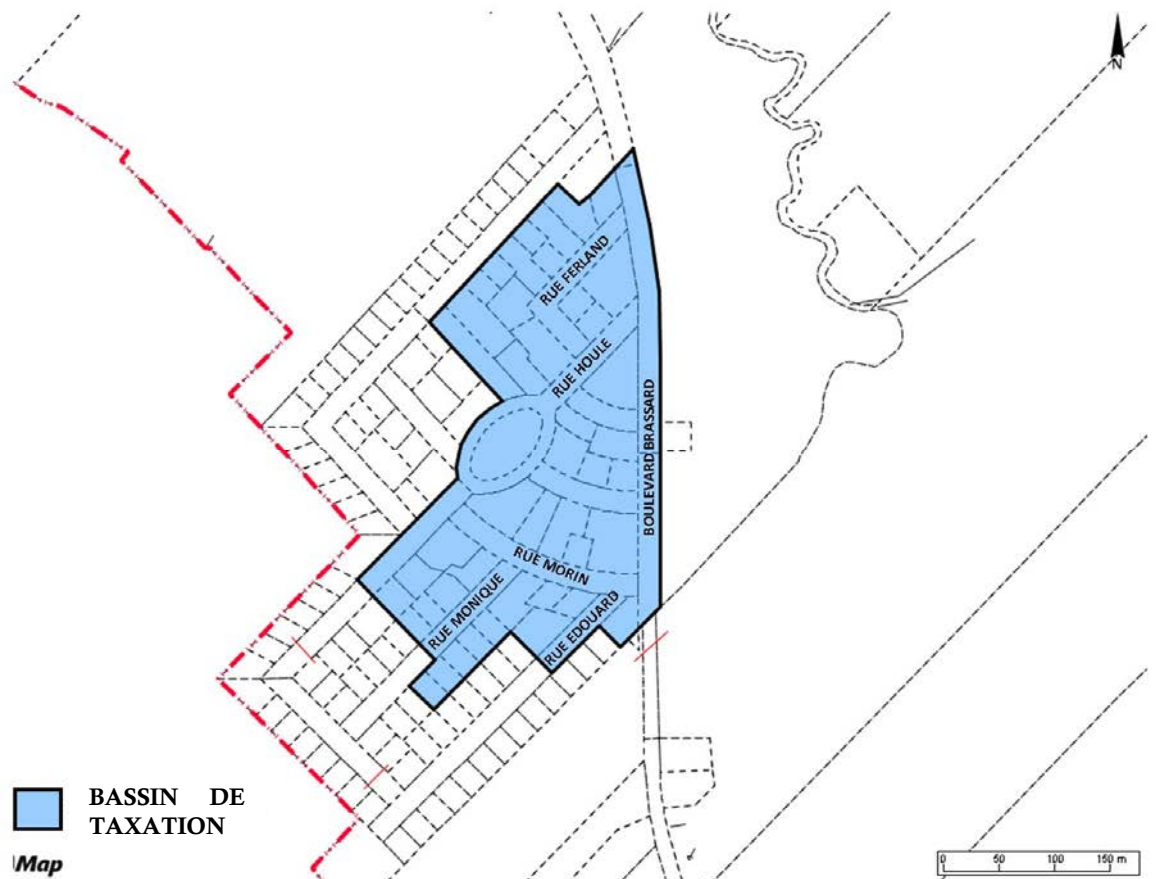 N
RUE FERLAND
RUE HOULE
BOULEVARD BRASSARD
RUE MORIN
RUE MONIQUE
RUE EDOUARD
BASSIN DE
TAXATION
Map
0 50 100 150 m